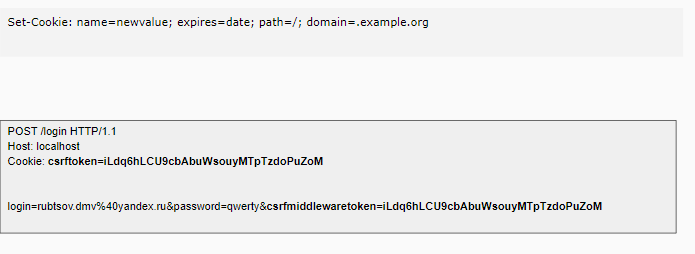 Set-Cookie: name=newvalue; expires=date; path=/; domain=.example.org
POST /login HTTP/1.1
Host: localhost
Cookie: csrftoken=iLdq6hLCU9cbAbuWsouyMTpTzdoPuZoM
login=rubtsov.dmv%40yandex.ru&password=qwerty&csrfmiddlewaretoken=iLdq6hLCU9cbAbuWsouyMTpTzdoPuZoM